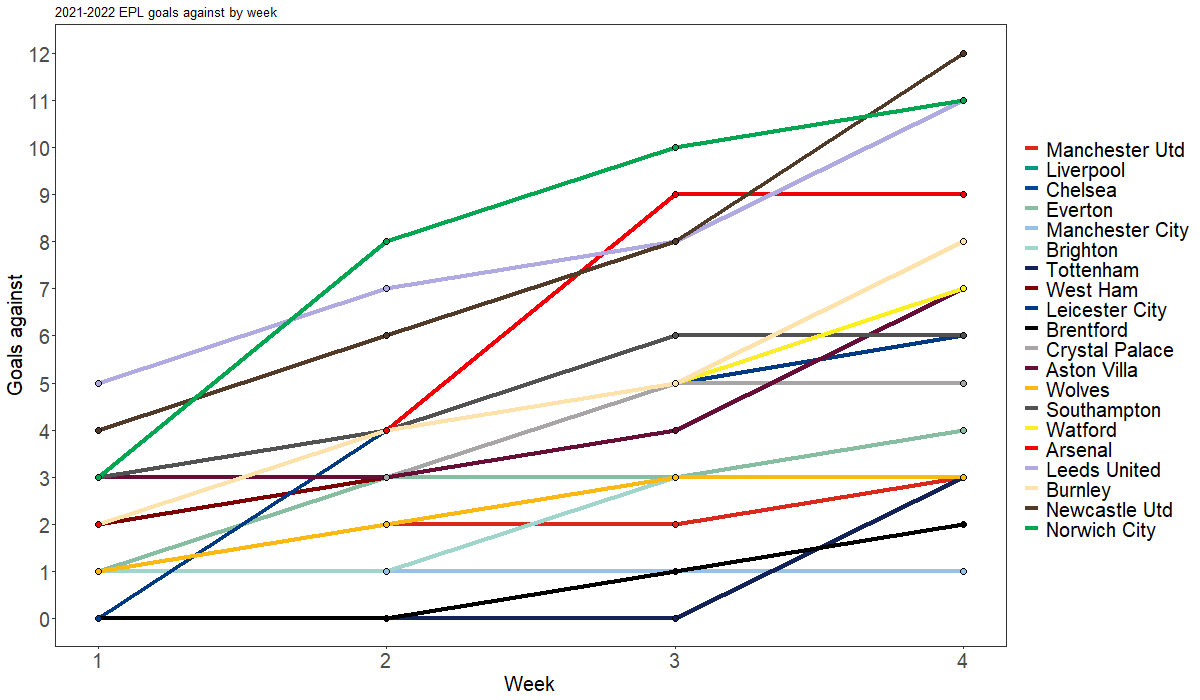 2021-2022 EPL goals against by week
12
11
10
9
8
7
6
5
4
3
2
1
0
Goals against
1 2 3 4
Week
Manchester Utd
Liverpool
Chelsea
Everton
Manchester City
Brighton
Tottenham
West Ham
Leicester City
Brentford
Crystal Palace
Aston Villa
Wolves
Southampton
Watford
Arsenal
Leeds United
Burnley
Newcastle Utd
Norwich City